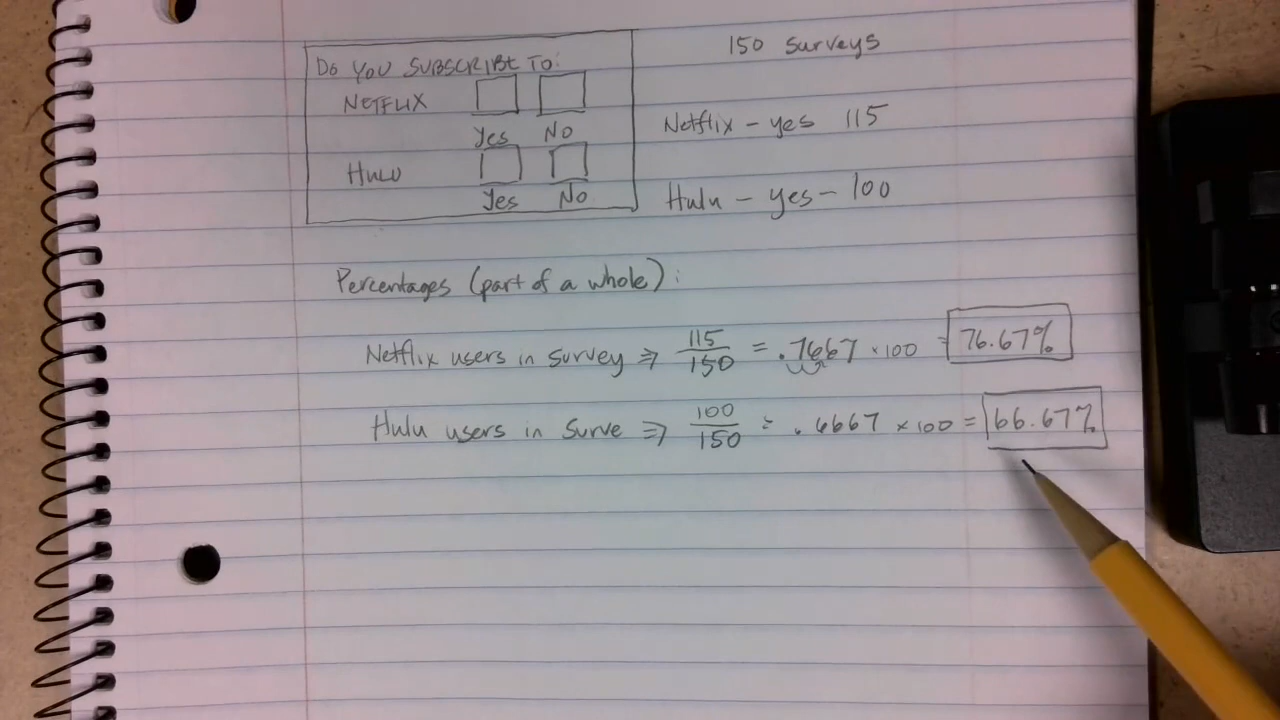 150 surveys
Do YOU SUBSCRIBE TO:
NETFLIX
Yes No
Netflix - yes 115
HULU
Yes No
Hulu - yes - 100
Percentages (part of a whole):
Netflix users in survey ⇒ 115/150 = .7667 × 100 = 76.67%
Hulu users in Surve ⇒ 100/150 = .6667 × 100 = 66.67%